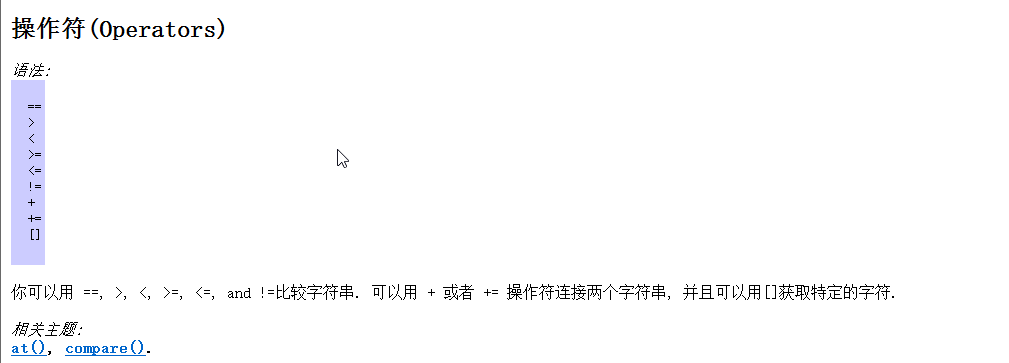 操作符(Operators)
语法:
==
>
<
>=
<=
!=
+
+=
[]
你可以用 ==, >, <, >=, <=, and !=比较字符串. 可以用 + 或者 += 操作符连接两个字符串, 并且可以用[]获取特定的字符.
相关主题:
at(), compare().